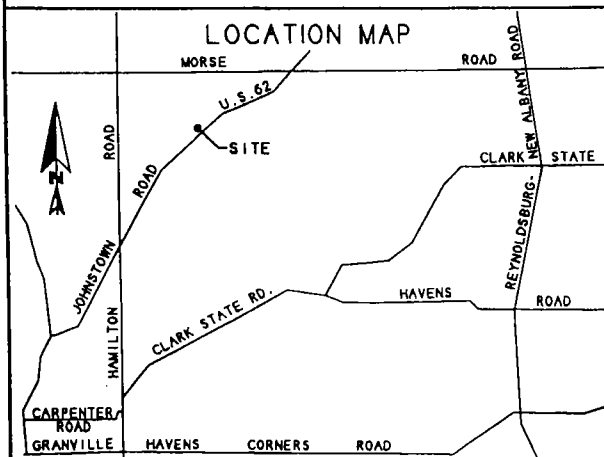 LOCATION MAP
MORSE ROAD
U.S.62
SITE
ROAD
JOHNSTOWN ROAD
HAMILTON
N
NEW ALBANY ROAD
REYNOLDSBURG-
CLARK STATE
CLARK STATE RD.
HAVENS ROAD
CARPENTER
ROAD
GRANVILLE HAVENS CORNERS ROAD